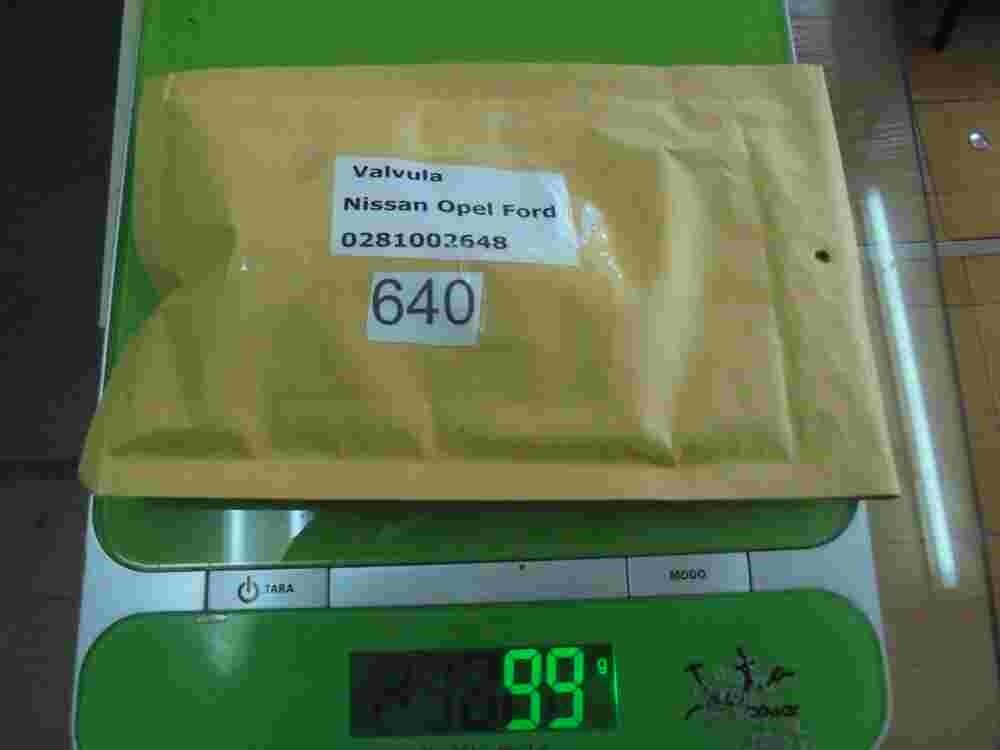 Valvula
Nissan Opel Ford
0281002648
640
TARA
MODO
99 g